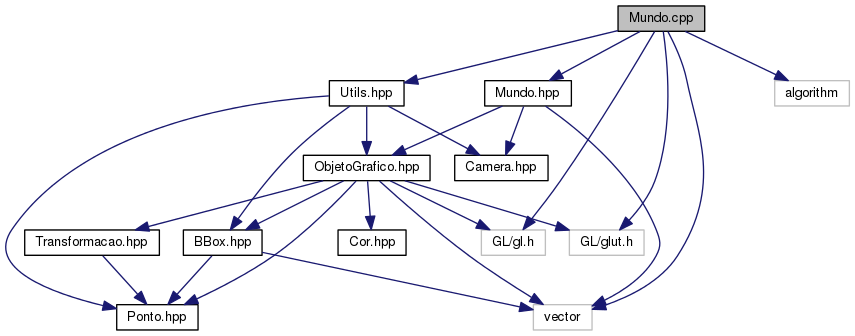 Mundo.cpp
Utils.hpp
Mundo.hpp
algorithm
ObjetoGrafico.hpp
Camera.hpp
Transformacao.hpp
BBox.hpp
Cor.hpp
GL/gl.h
GL/glut.h
Ponto.hpp
vector